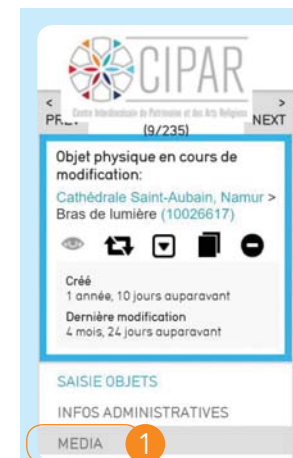 CIPAR
Centre Interdiocésain du Patrimoine et des Arts Religieux
< >
PREV NEXT
(9/235)
Objet physique en cours de
modification:
Cathédrale Saint-Aubain, Namur >
Bras de lumière (10026617)
Créé
1 année, 10 jours auparavant
Dernière modification
4 mois, 24 jours auparavant
SAISIE OBJETS
INFOS ADMINISTRATIVES
MEDIA 1